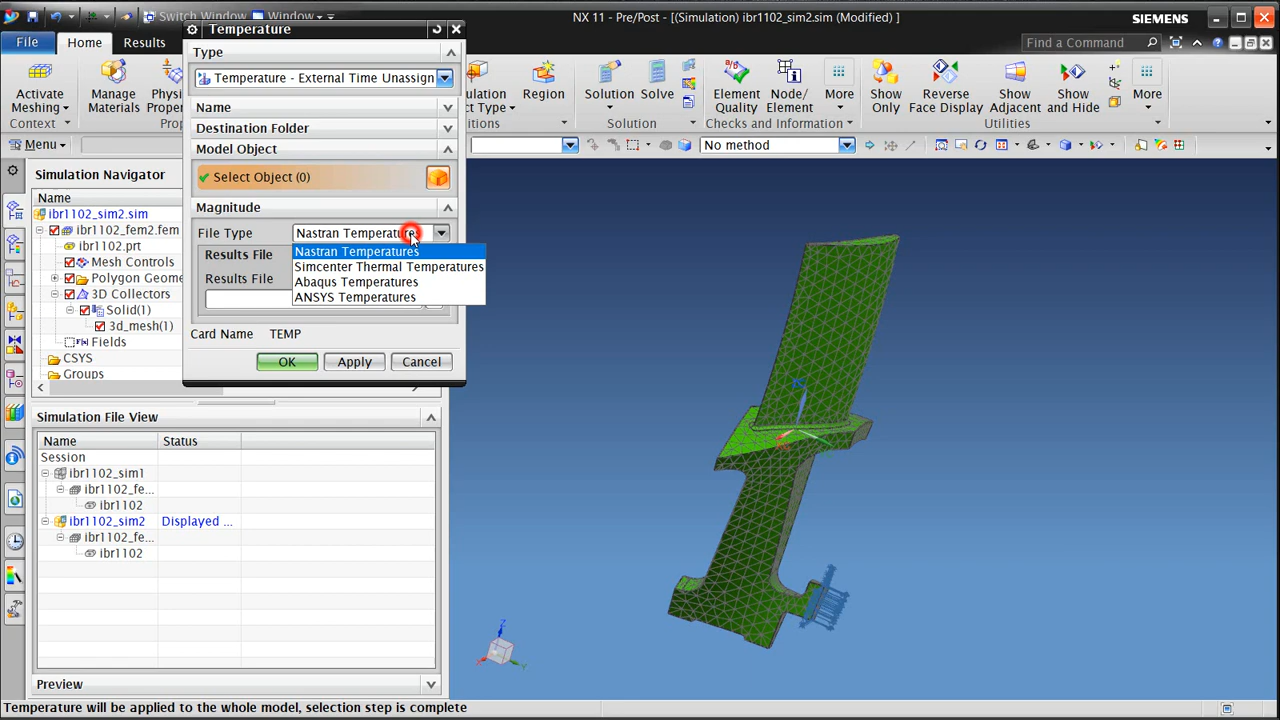 Switch Window
Window
NX 11 - Pre/Post - [(Simulation) ibr1102_sim2.sim (Modified) ]
SIEMENS
File
Home
Results
Find a Command
Activate
Meshing
Context
Manage
Materials
Physi
Proper
Region
Solution
Solve
Solution
Element
Quality
Node/
Element
More
Checks and Information
Show
Only
Reverse
Face Display
Show
Adjacent
Show
and Hide
More
Utilities
Menu
No method
Temperature
Type
Temperature - External Time Unassign
Name
Destination Folder
Model Object
Select Object (0)
Magnitude
File Type
Nastran Temperatures
Nastran Temperatures
Simcenter Thermal Temperatures
Abaqus Temperatures
ANSYS Temperatures
Results File
Results File
Card Name TEMP
OK
Apply
Cancel
Simulation Navigator
Name
ibr1102_sim2.sim
ibr1102_fem2.fem
ibr1102.prt
Mesh Controls
Polygon Geome
3D Collectors
Solid(1)
3d_mesh(1)
Fields
CSYS
Groups
Simulation File View
Name Status
Session
ibr1102_sim1
ibr1102_fe...
ibr1102
ibr1102_sim2 Displayed ...
ibr1102_fe...
ibr1102
Preview
Temperature will be applied to the whole model, selection step is complete